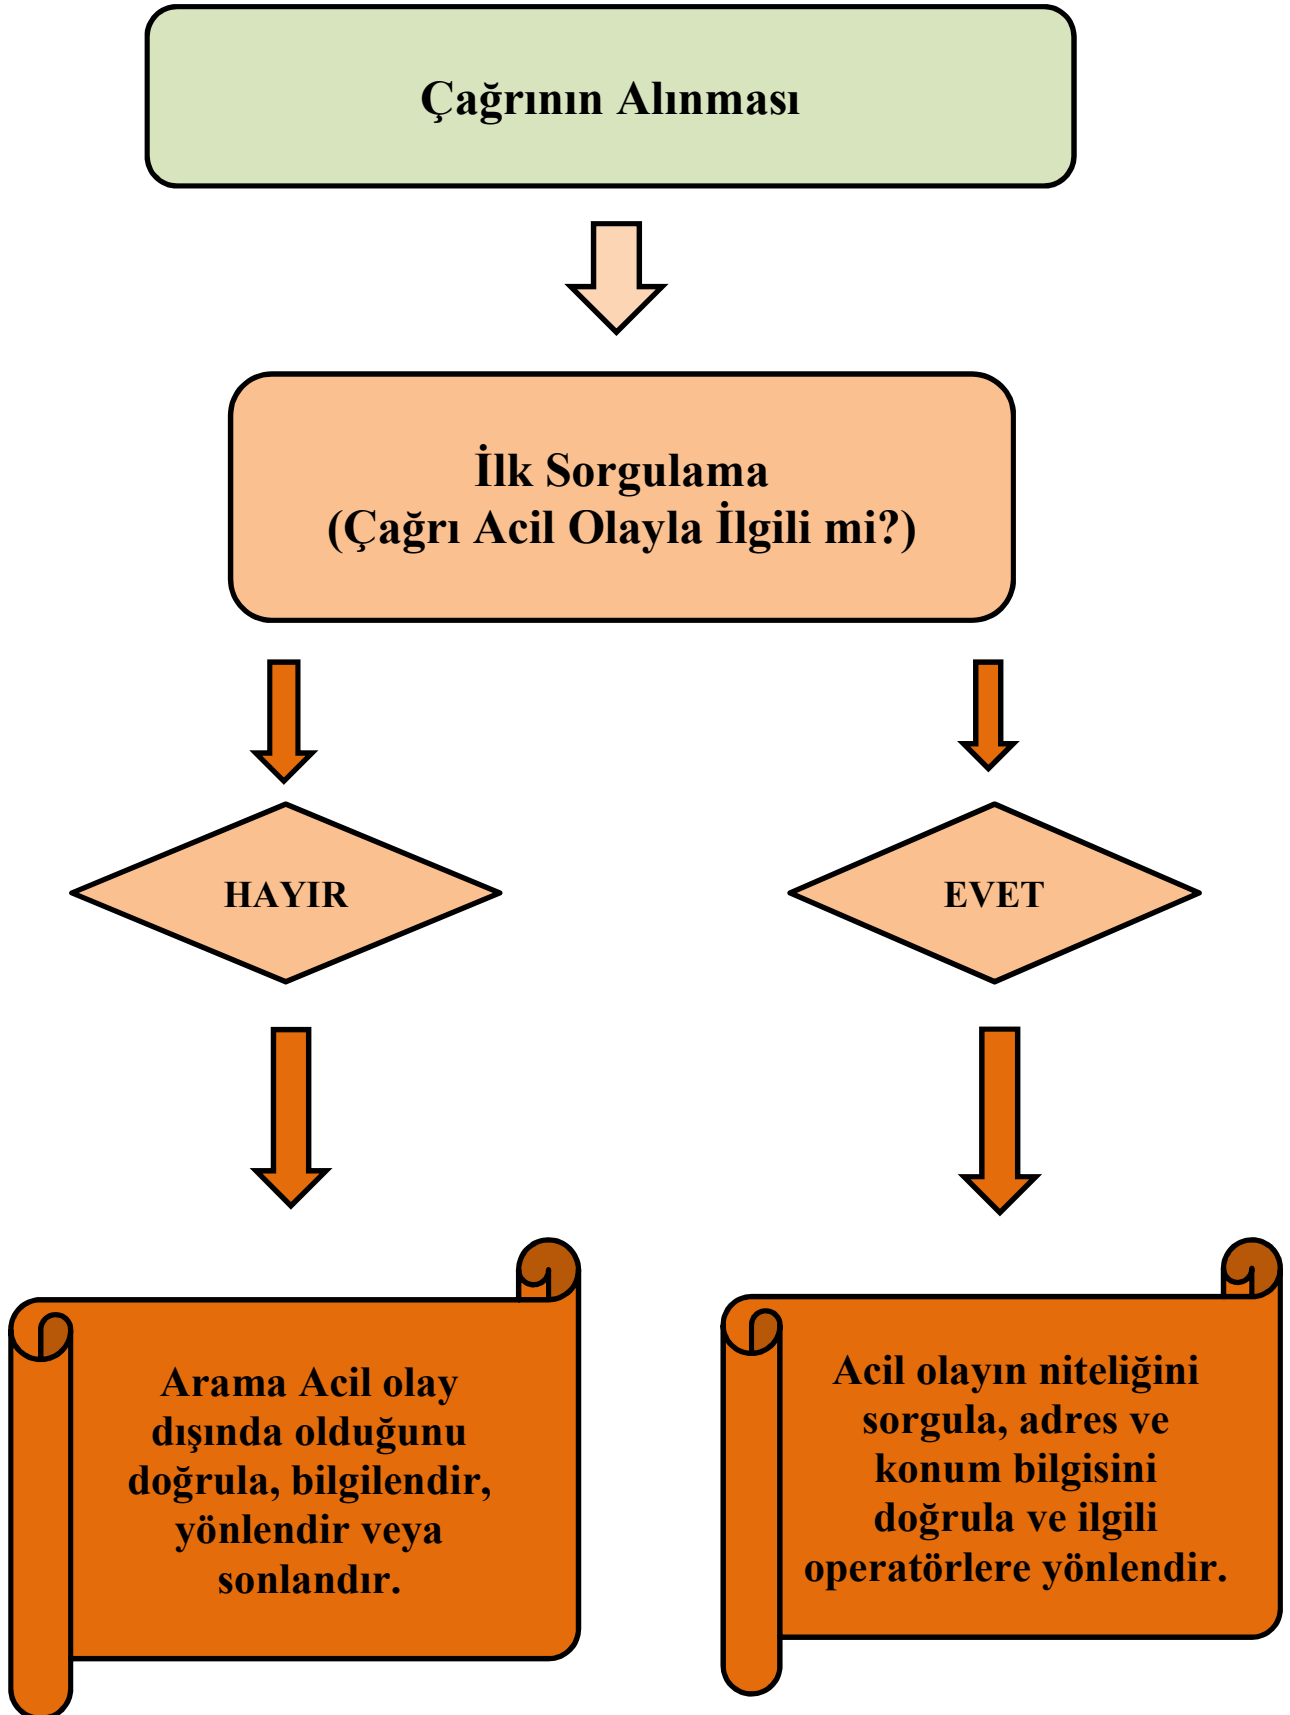 Çağrının Alınması
İlk Sorgulama
(Çağrı Acil Olayla İlgili mi?)
HAYIR
EVET
Arama Acil olay
dışında olduğunu
doğrula, bilgilendir,
yönlendir veya
sonlandır.
Acil olayın niteliğini
sorgula, adres ve
konum bilgisini
doğrula ve ilgili
operatörlere yönlendir.